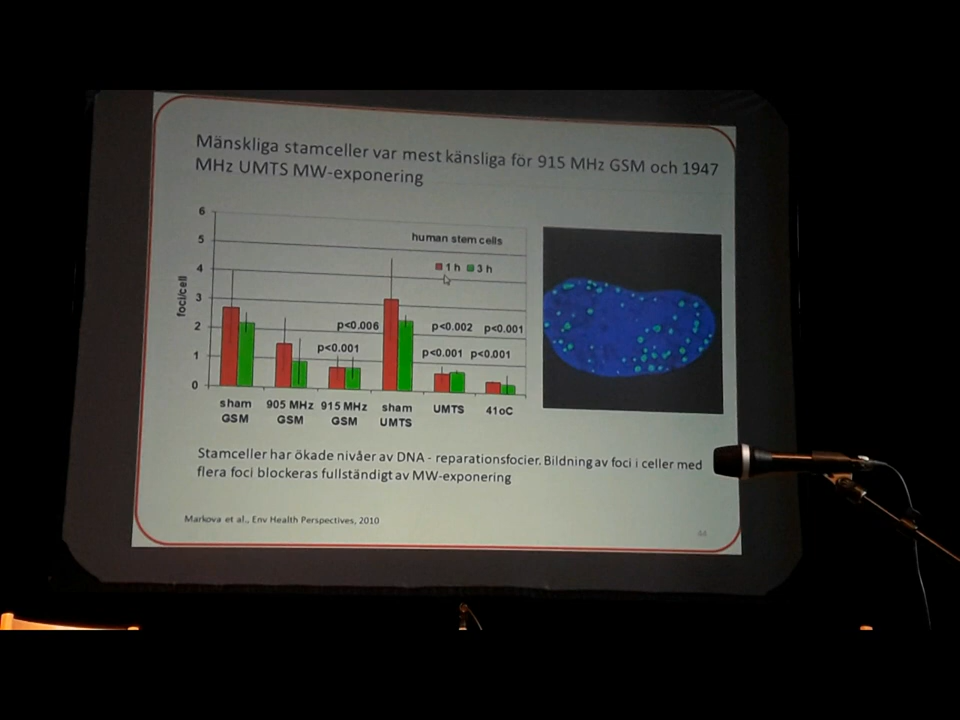 Mänskliga stamceller var mest känsliga för 915 MHz GSM och 1947
MHz UMTS MW-exponering
human stem cells
1 h 3 h
foci/cell
6
5
4
3
2
1
0
p<0.006 p<0.002 p<0.001
p<0.001 p<0.001 p<0.001
sham 905 MHz 915 MHz sham UMTS 41oC
GSM GSM GSM UMTS
Stamceller har ökade nivåer av DNA - reparationsfocier. Bildning av foci i celler med
flera foci blockeras fullständigt av MW-exponering
Markova et al., Env Health Perspectives, 2010
44